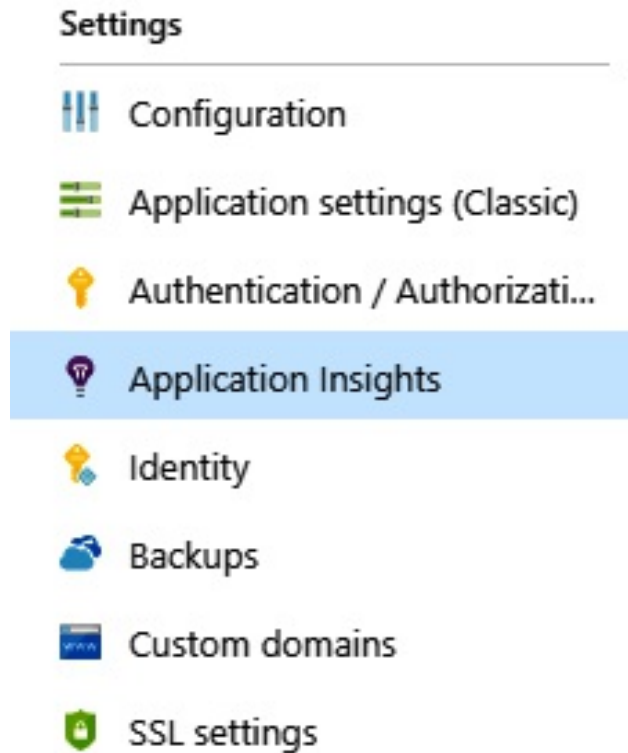 Settings
Configuration
Application settings (Classic)
Authentication / Authorizati...
Application Insights
Identity
Backups
Custom domains
SSL settings